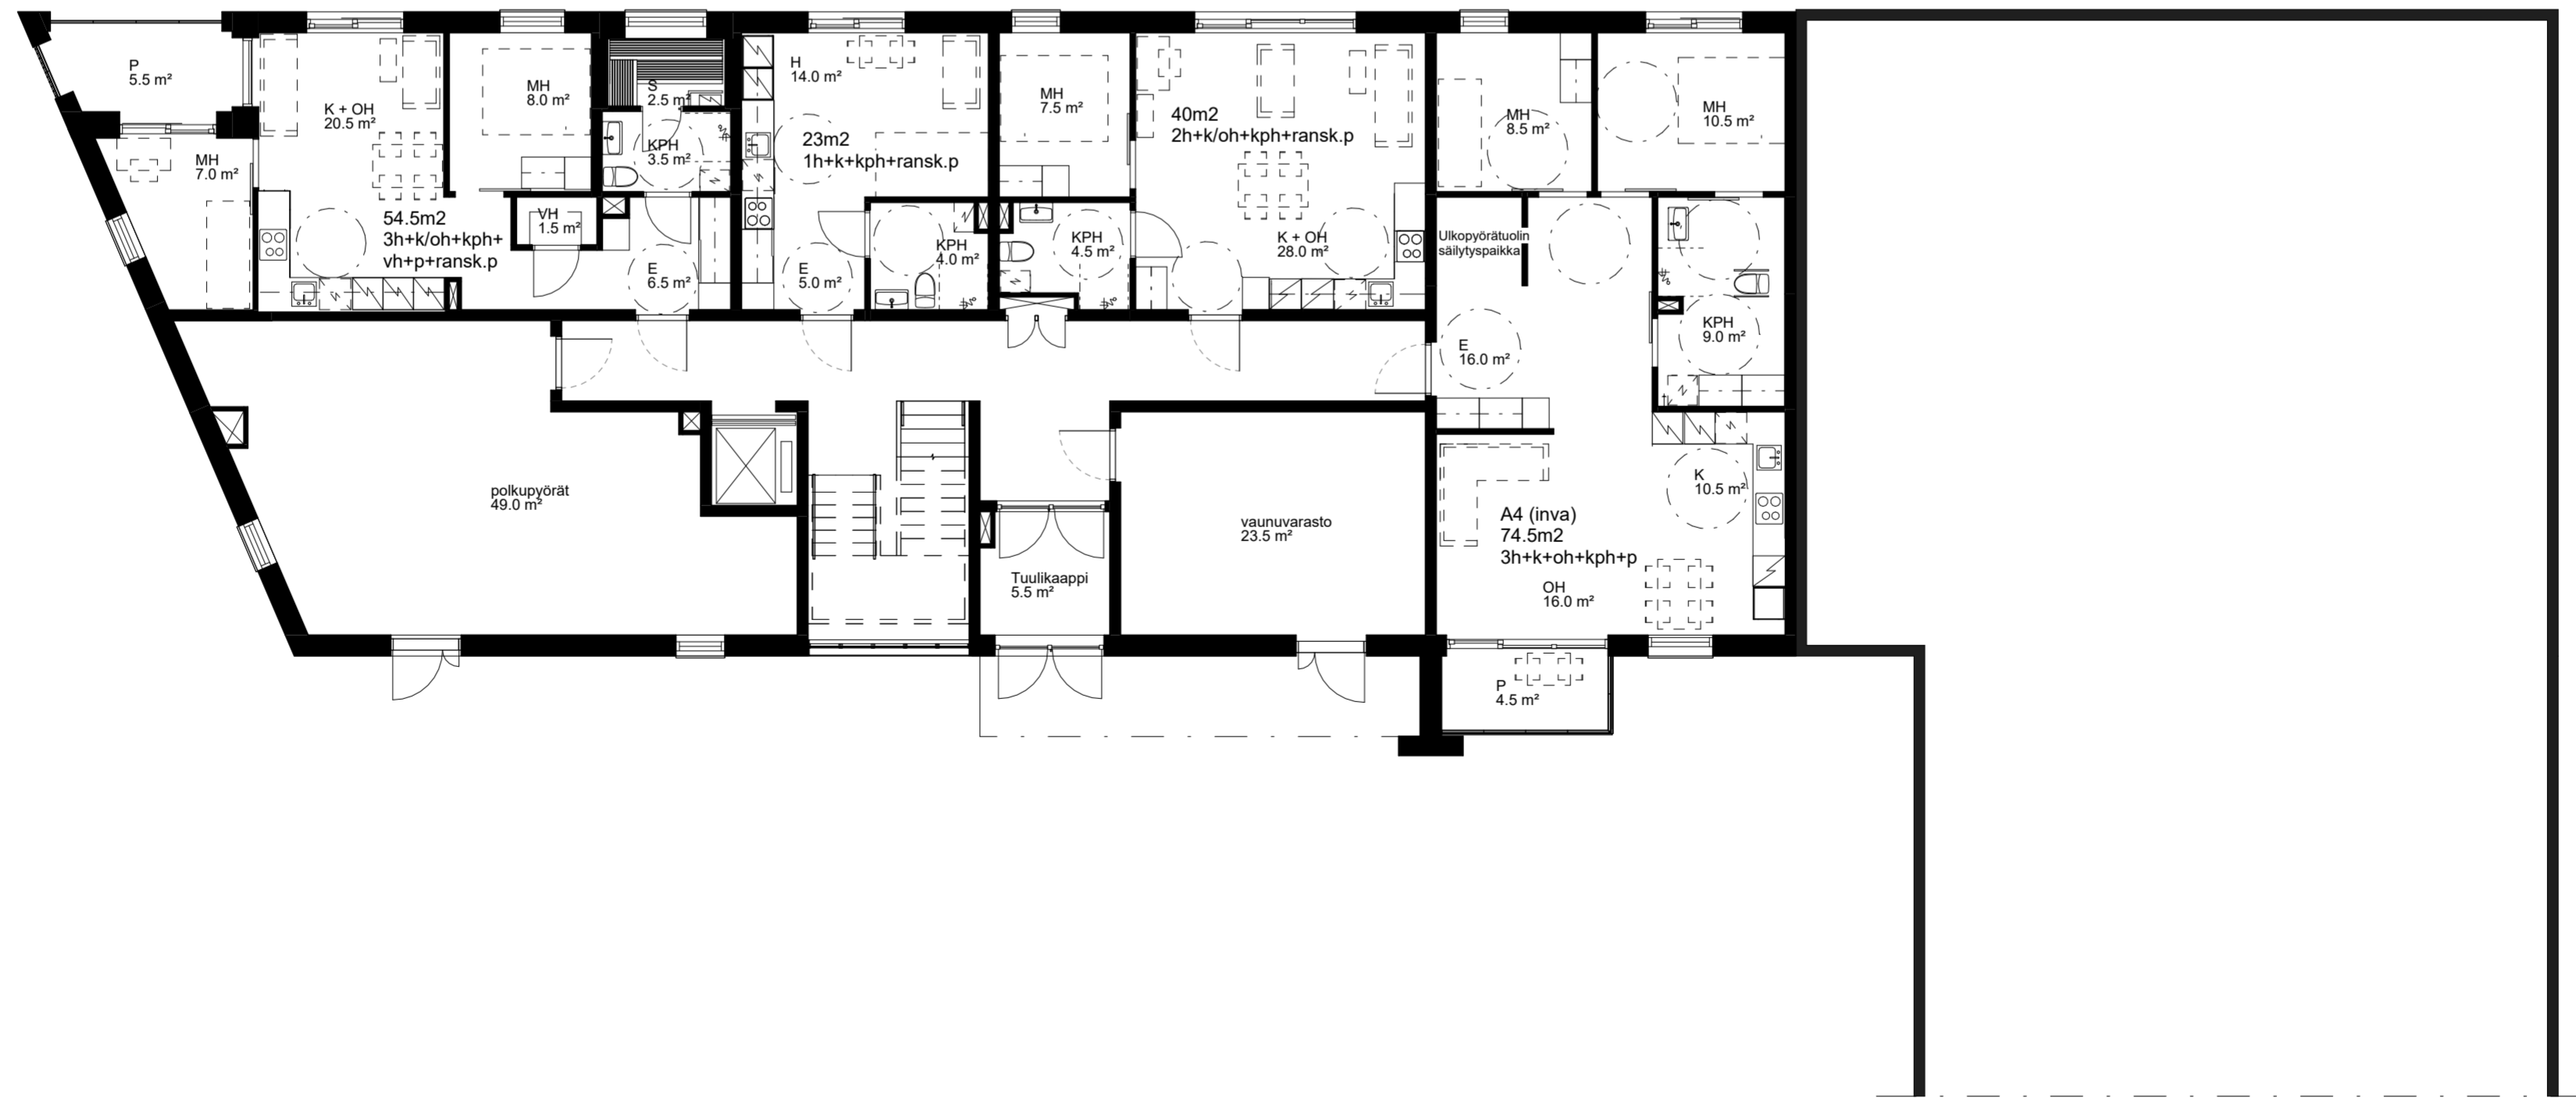 P
5.5 m²
K + OH
20.5 m²
MH
8.0 m²
S
2.5 m²
KPH
3.5 m²
MH
7.0 m²
54.5m2
3h+k/oh+kph+
vh+p+ransk.p
VH
1.5 m²
E
6.5 m²
H
14.0 m²
23m2
1h+k+kph+ransk.p
E
5.0 m²
KPH
4.0 m²
MH
7.5 m²
KPH
4.5 m²
40m2
2h+k/oh+kph+ransk.p
K + OH
28.0 m²
MH
8.5 m²
MH
10.5 m²
Ulkopyörätuolin
säilytyspaikka
E
16.0 m²
KPH
9.0 m²
K
10.5 m²
A4 (inva)
74.5m2
3h+k+oh+kph+p
OH
16.0 m²
P
4.5 m²
polkupyörät
49.0 m²
Tuulikaappi
5.5 m²
vaunuvarasto
23.5 m²